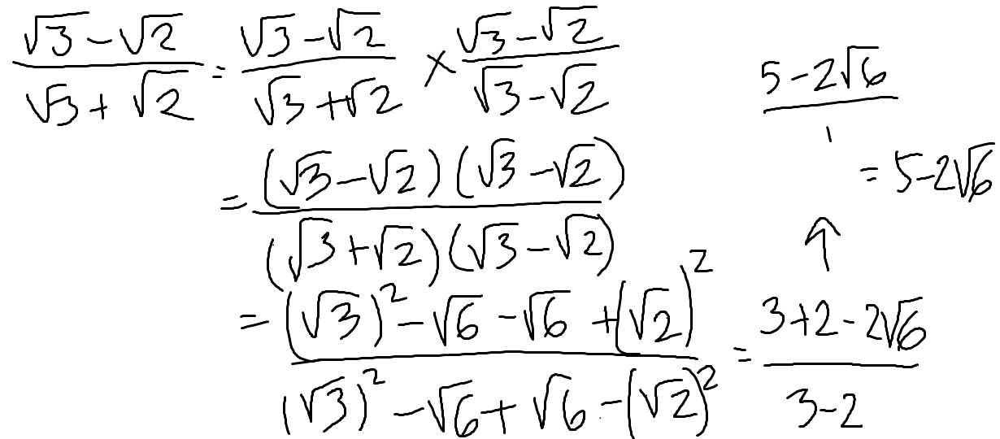 (√3-√2)/(√3+√2) = (√3-√2)/(√3+√2) × (√3-√2)/(√3-√2)
= ((√3-√2)(√3-√2))/((√3+√2)(√3-√2))
= ((√3)²-√6-√6+(√2)²)/((√3)²-√6+√6-(√2)²) = (3+2-2√6)/(3-2)
↑
(5-2√6)/1
= 5-2√6